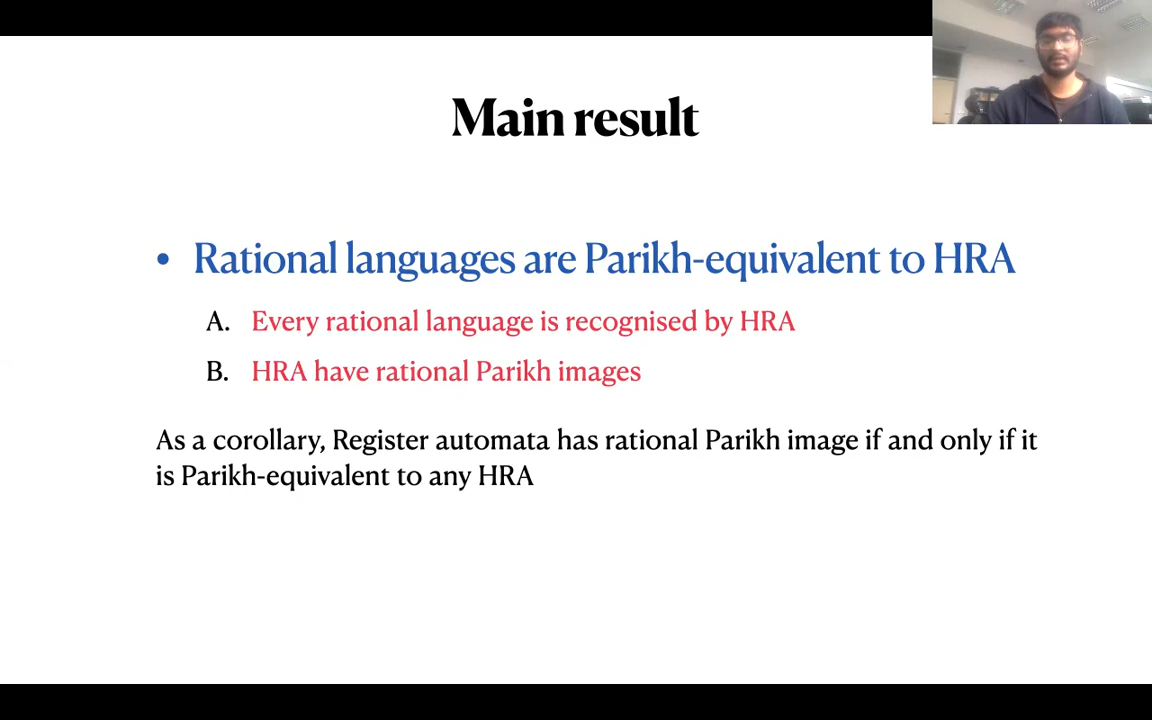 Main result
• Rational languages are Parikh-equivalent to HRA
A. Every rational language is recognised by HRA
B. HRA have rational Parikh images
As a corollary, Register automata has rational Parikh image if and only if it
is Parikh-equivalent to any HRA